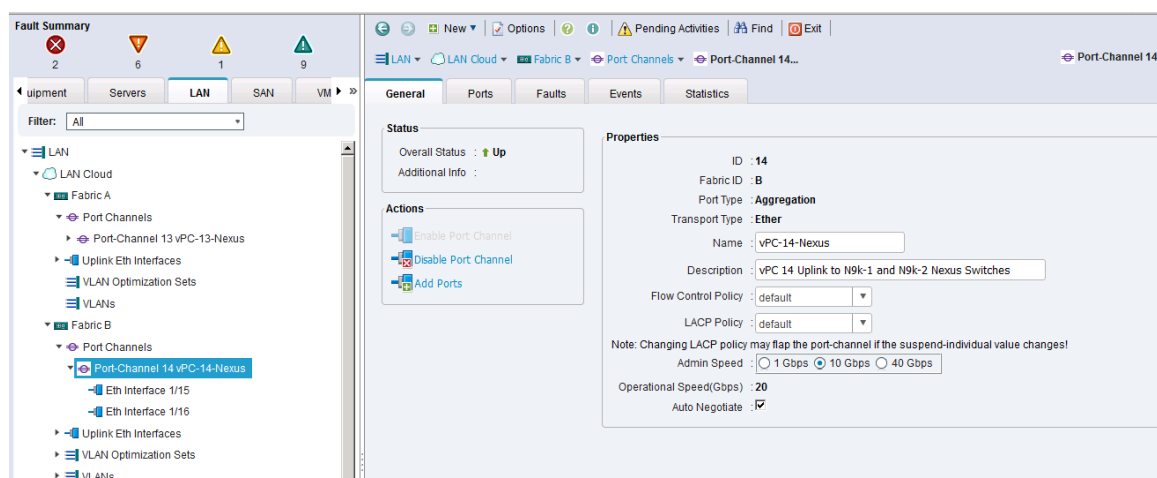 Fault Summary
2 6 1 9
New Options Pending Activities Find Exit
LAN LAN Cloud Fabric B Port Channels Port-Channel 14...
Port-Channel 14
uipment Servers LAN SAN VM »
Filter: All
LAN
LAN Cloud
Fabric A
Port Channels
Port-Channel 13 vPC-13-Nexus
Uplink Eth Interfaces
VLAN Optimization Sets
VLANs
Fabric B
Port Channels
Port-Channel 14 vPC-14-Nexus
Eth Interface 1/15
Eth Interface 1/16
Uplink Eth Interfaces
VLAN Optimization Sets
VLANs
General Ports Faults Events Statistics
Status
Overall Status : Up
Additional Info :
Actions
Enable Port Channel
Disable Port Channel
Add Ports
Properties
ID : 14
Fabric ID : B
Port Type : Aggregation
Transport Type : Ether
Name : vPC-14-Nexus
Description : vPC 14 Uplink to N9k-1 and N9k-2 Nexus Switches
Flow Control Policy : default
LACP Policy : default
Note: Changing LACP policy may flap the port-channel if the suspend-individual value changes!
Admin Speed : 1 Gbps 10 Gbps 40 Gbps
Operational Speed(Gbps) : 20
Auto Negotiate :